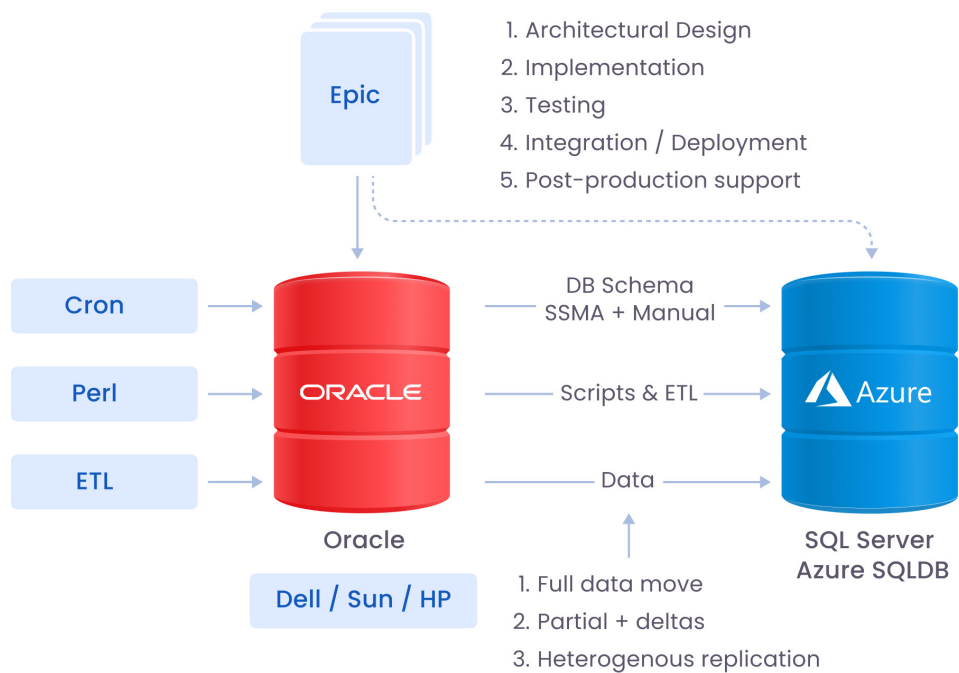 Epic
1. Architectural Design
2. Implementation
3. Testing
4. Integration / Deployment
5. Post-production support
Cron
Perl
ETL
ORACLE
DB Schema
SSMA + Manual
Scripts & ETL
Data
Azure
Oracle
Dell / Sun / HP
SQL Server
Azure SQLDB
1. Full data move
2. Partial + deltas
3. Heterogenous replication